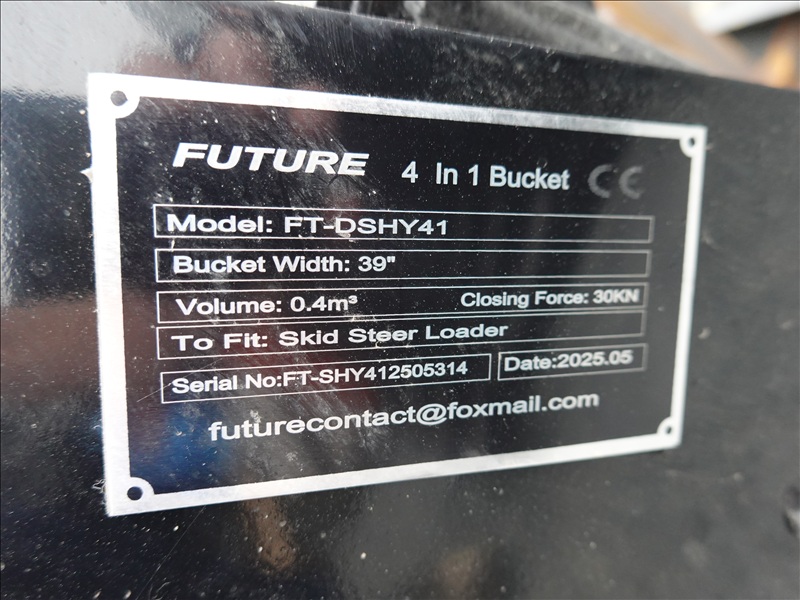 FUTURE 4 In 1 Bucket CE
Model: FT-DSHY41
Bucket Width: 39"
Volume: 0.4m³ Closing Force: 30KN
To Fit: Skid Steer Loader
Serial No:FT-SHY412505314 Date:2025.05
futurecontact@foxmail.com